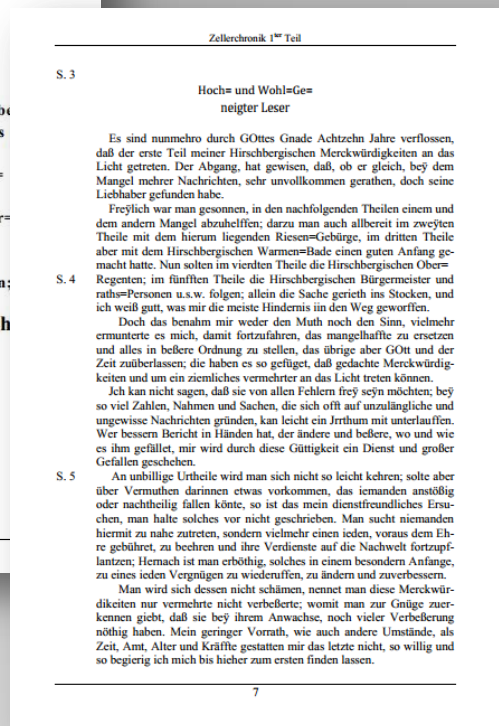 Zellerchronik 1ter Teil
S. 3
Hoch= und Wohl=Ge=
neigter Leser
Es sind nunmehro durch GOttes Gnade Achtzehn Jahre verflossen,
daß der erste Teil meiner Hirschbergischen Merckwürdigkeiten an das
Licht getreten. Der Abgang, hat gewisen, daß, ob er gleich, beÿ dem
Mangel mehrer Nachrichten, sehr unvollkommen gerathen, doch seine
Liebhaber gefunden habe.
Freÿlich war man gesonnen, in den nachfolgenden Theilen einem und
dem andern Mangel abzuhelffen; darzu man auch allbereit im zweÿten
Theile mit dem hierum liegenden Riesen=Gebürge, im dritten Theile
aber mit dem Hirschbergischen Warmen=Bade einen guten Anfang ge-
macht hatte. Nun solten im vierdten Theile die Hirschbergischen Ober=
S. 4 Regenten; im fünfften Theile die Hirschbergischen Bürgermeister und
raths=Personen u.s.w. folgen; allein die Sache gerieth ins Stocken, und
ich weiß gutt, was mir die meiste Hindernis iin den Weg geworffen.
Doch das benahm mir weder den Muth noch den Sinn, vielmehr
ermunterte es mich, damit fortzufahren, das mangelhaffte zu ersetzen
und alles in beßere Ordnung zu stellen, das übrige aber GOtt und der
Zeit zuüberlassen; die haben es so gefüget, daß gedachte Merckwürdig-
keiten und um ein ziemliches vermehrter an das Licht treten können.
Jch kan nicht sagen, daß sie von allen Fehlern freÿ seÿn möchten; beÿ
so viel Zahlen, Nahmen und Sachen, die sich offt auf unzulängliche und
ungewisse Nachrichten gründen, kan leicht ein Jrrthum mit unterlauffen.
Wer bessern Bericht in Händen hat, der ändere und beßere, wo und wie
es ihm gefället, mir wird durch diese Güttigkeit ein Dienst und großer
Gefallen geschehen.
S. 5 An unbillige Urtheile wird man sich nicht so leicht kehren; solte aber
über Vermuthen darinnen etwas vorkommen, das iemanden anstößig
oder nachtheilig fallen könte, so ist das mein dienstfreundliches Ersu-
chen, man halte solches vor nicht geschrieben. Man sucht niemanden
hiermit zu nahe zutreten, sondern vielmehr einen ieden, voraus dem Eh-
re gebühret, zu beehren und ihre Verdienste auf die Nachwelt fortzupf-
lantzen; Hernach ist man erböthig, solches in einem besondern Anfange,
zu eines ieden Vergnügen zu wiederuffen, zu ändern und zuverbessern.
Man wird sich dessen nicht schämen, nennet man diese Merckwür-
dikeiten nur vermehrte nicht verbeßerte; womit man zur Gnüge zuer-
kennen giebt, daß sie beÿ ihrem Anwachse, noch vieler Verbeßerung
nöthig haben. Mein geringer Vorrath, wie auch andere Umstände, als
Zeit, Amt, Alter und Kräffte gestatten mir das letzte nicht, so willig und
so begierig ich mich bis hieher zum ersten finden lassen.
7